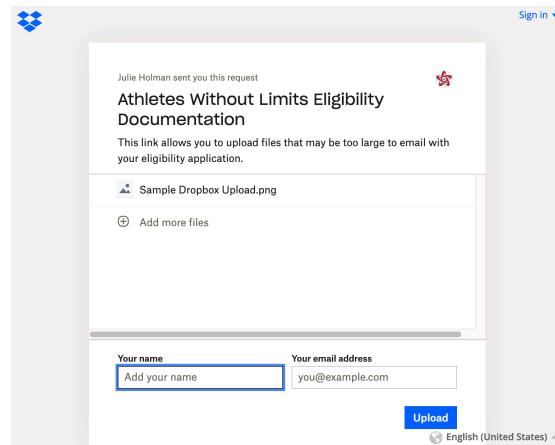 Sign in
Julie Holman sent you this request
Athletes Without Limits Eligibility
Documentation
This link allows you to upload files that may be too large to email with
your eligibility application.
Sample Dropbox Upload.png
Add more files
Your name
Your email address
Add your name
you@example.com
Upload
English (United States)